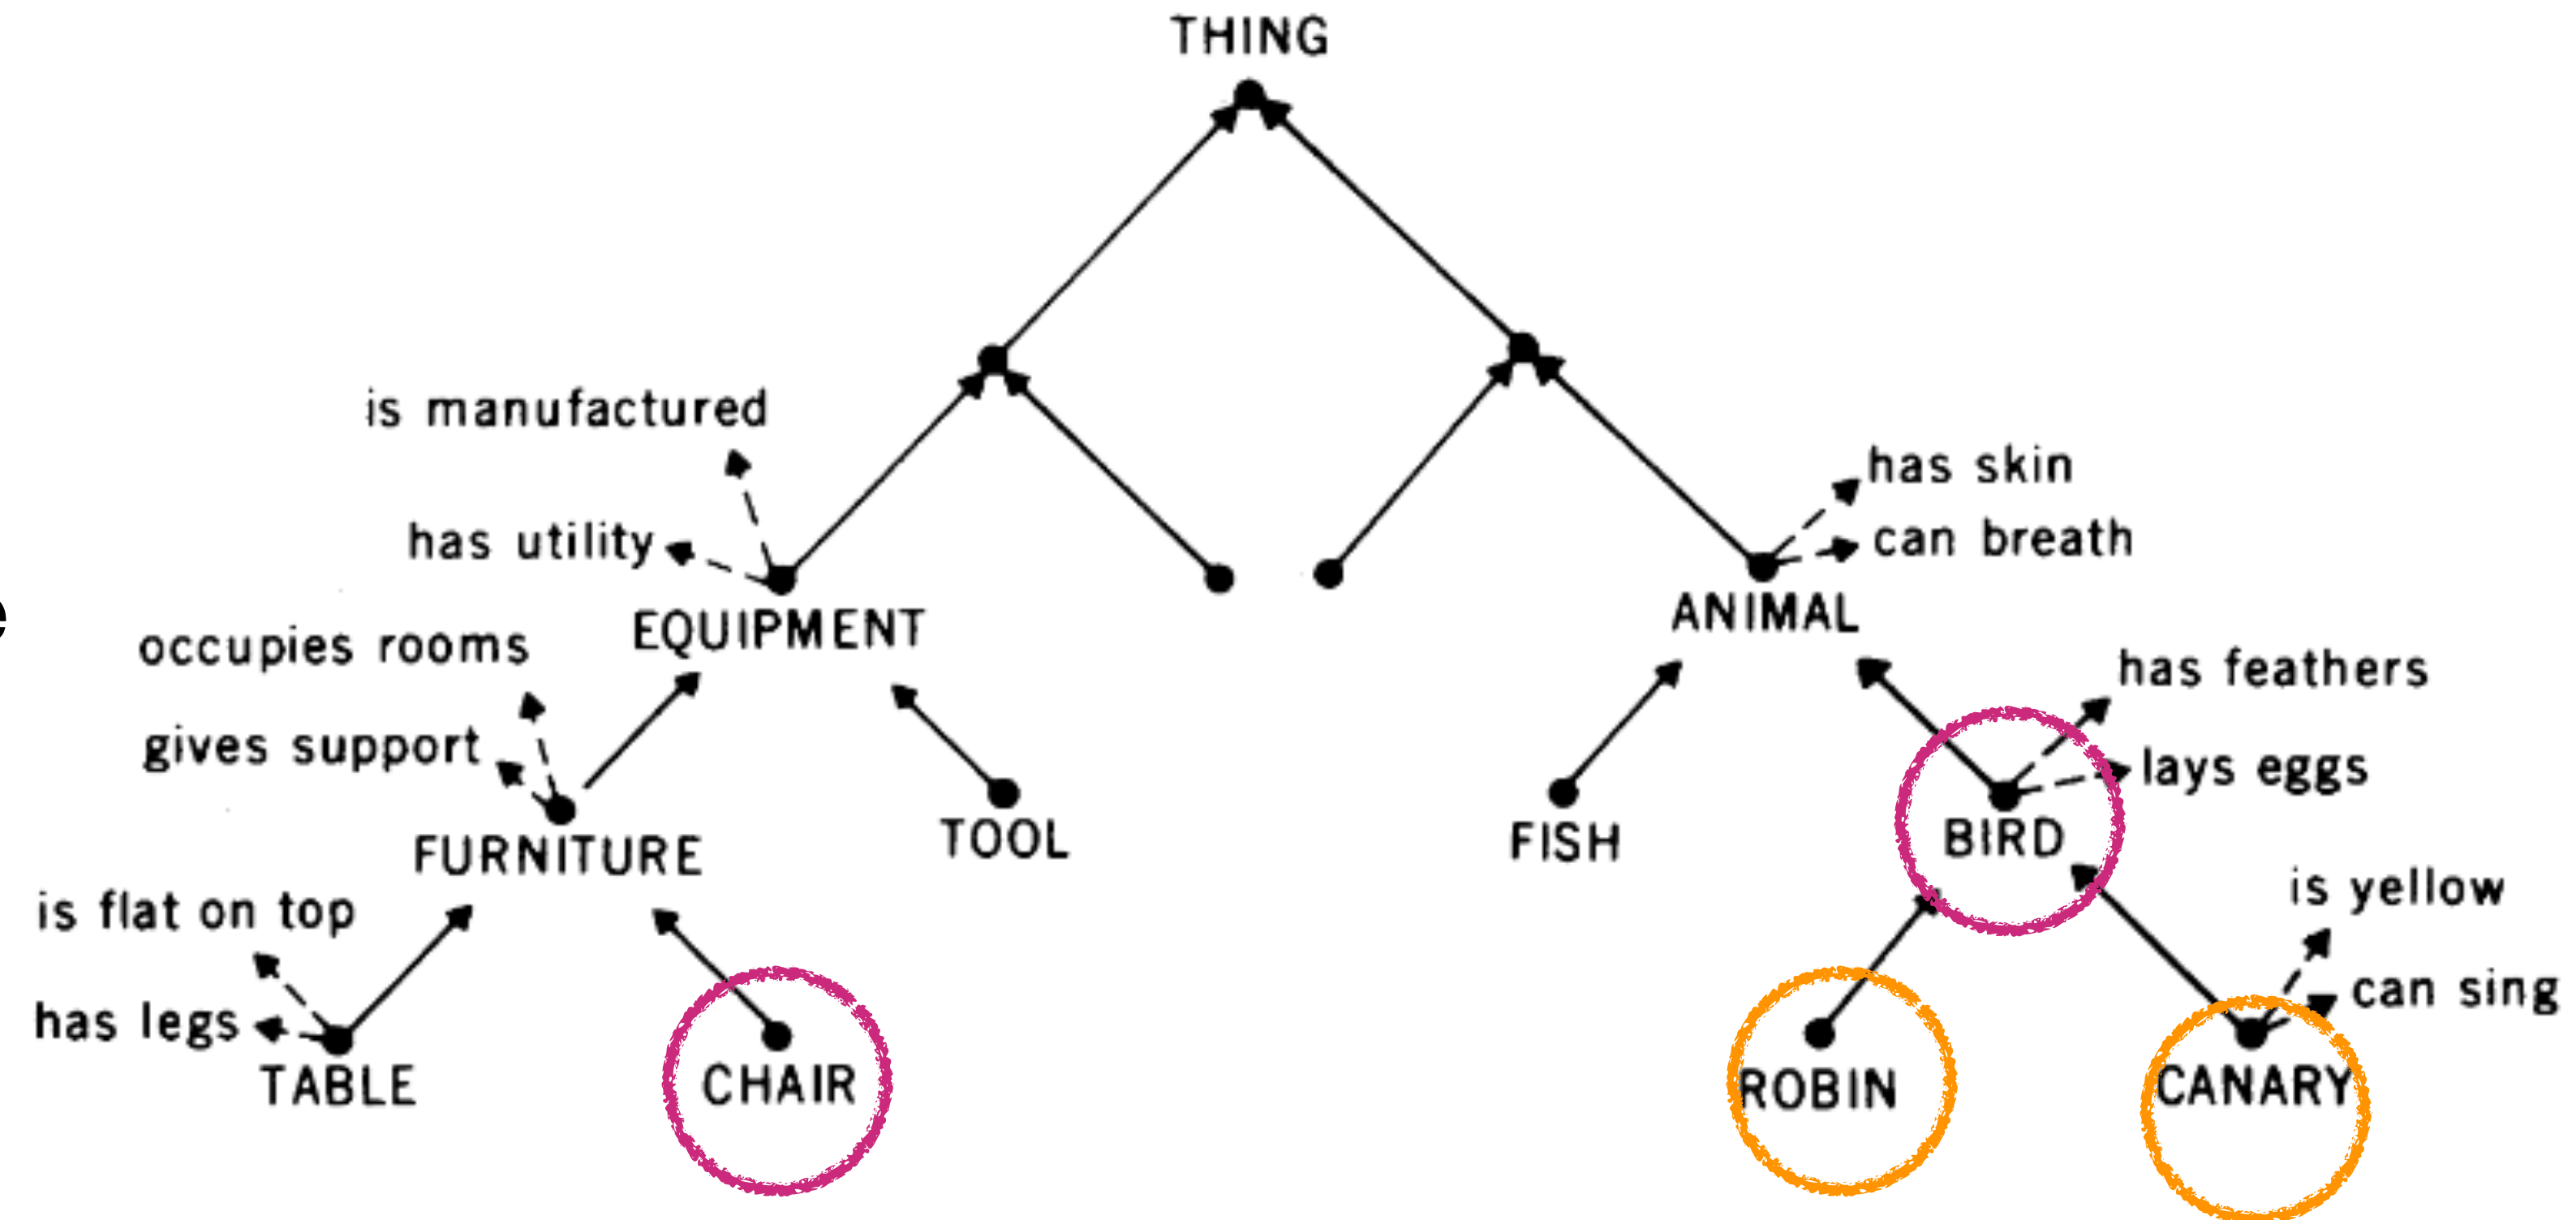 THING
is manufactured
has skin
has utility
can breath
EQUIPMENT
ANIMAL
e
occupies rooms
has feathers
gives support
lays eggs
FURNITURE
TOOL
FISH
BIRD
is flat on top
is yellow
has legs
can sing
TABLE
CHAIR
ROBIN
CANARY